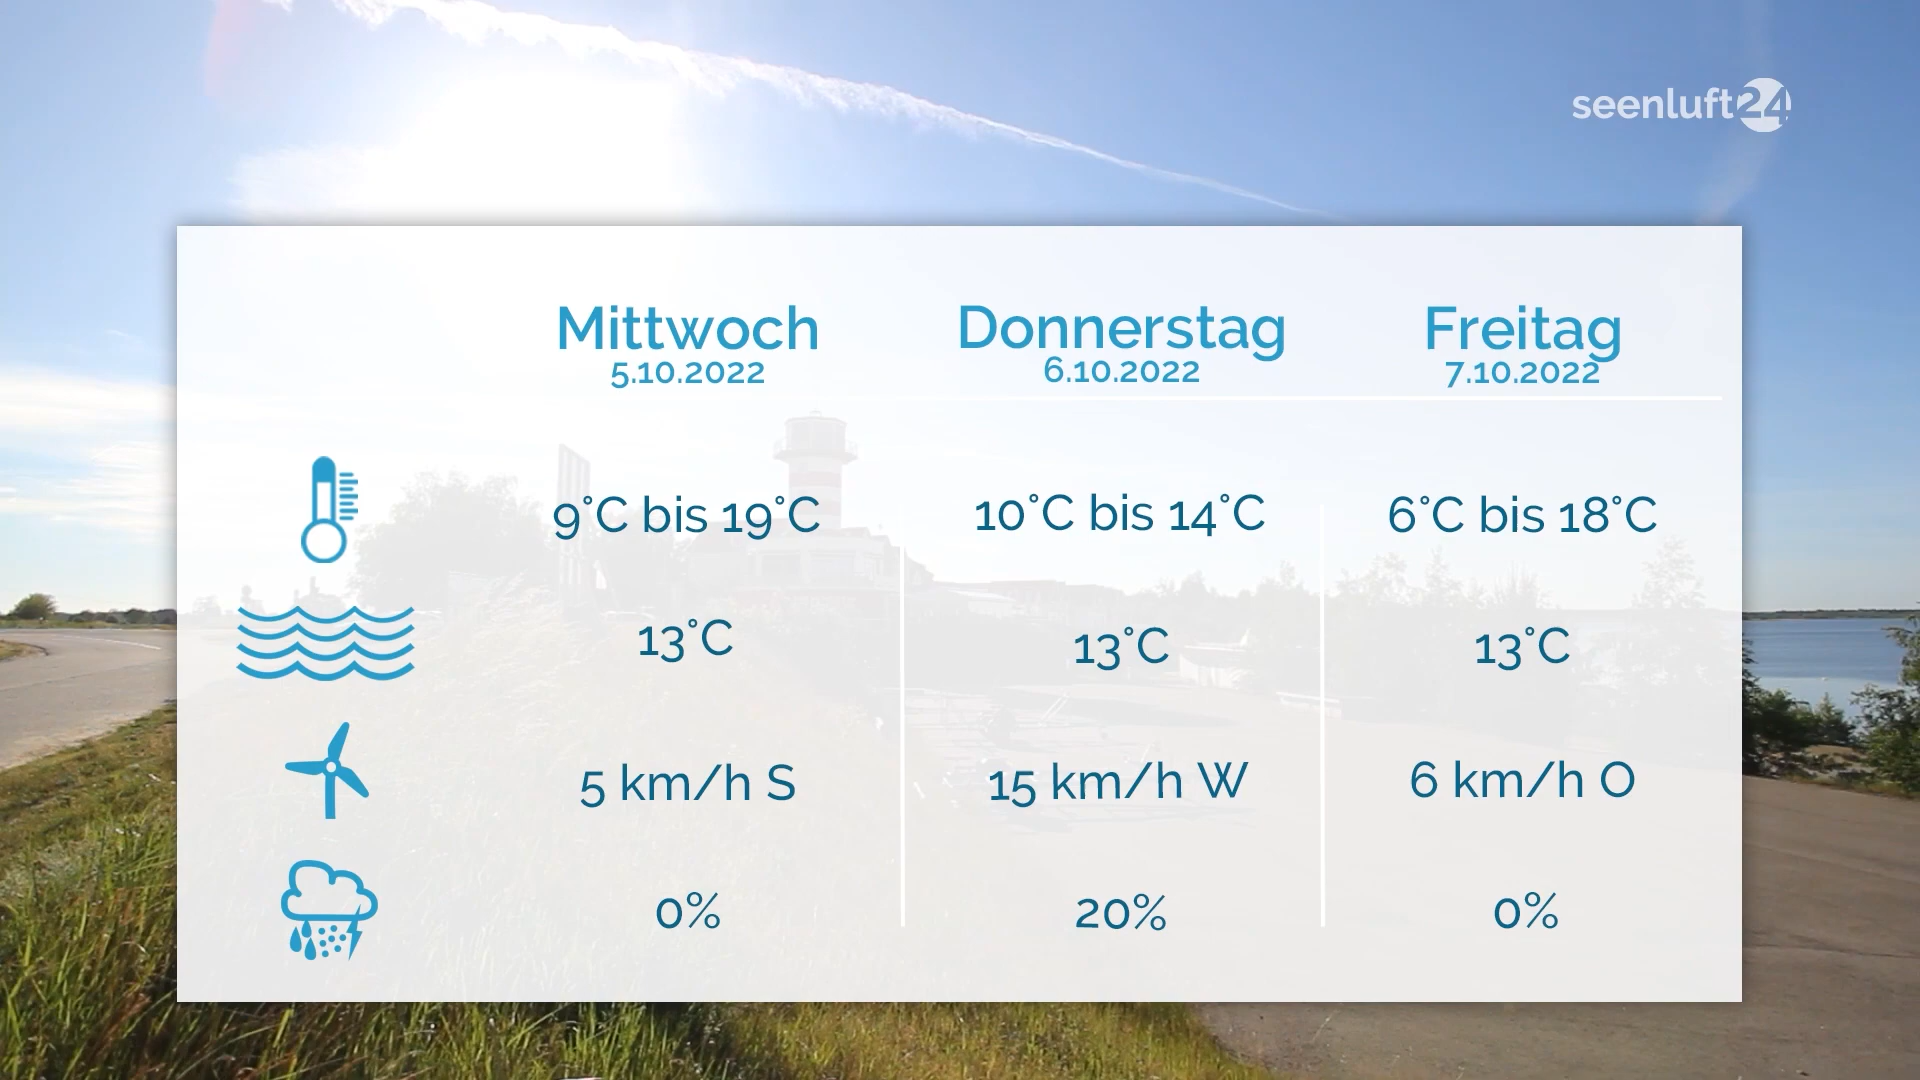 seenluft24
Mittwoch Donnerstag Freitag
5.10.2022 6.10.2022 7.10.2022
9°C bis 19°C 10°C bis 14°C 6°C bis 18°C
13°C 13°C 13°C
5 km/h S 15 km/h W 6 km/h O
0% 20% 0%